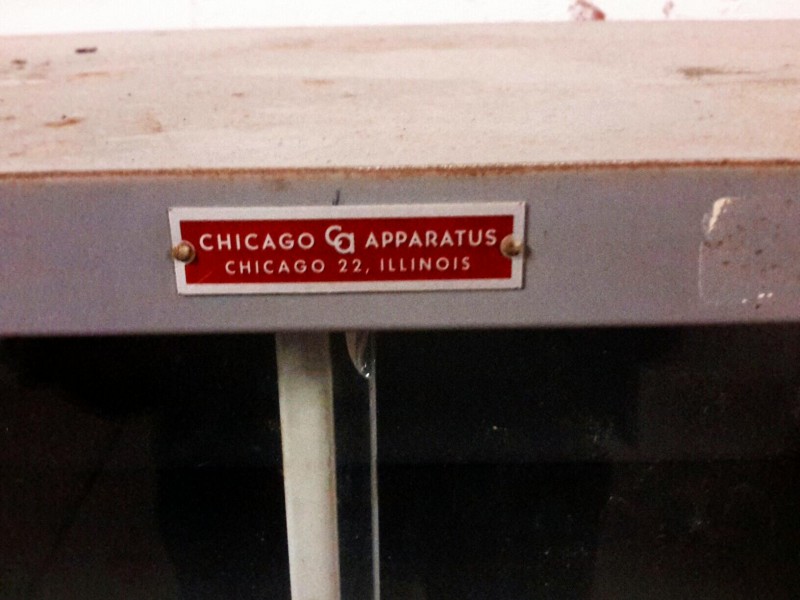 CHICAGO Ca APPARATUS
CHICAGO 22, ILLINOIS